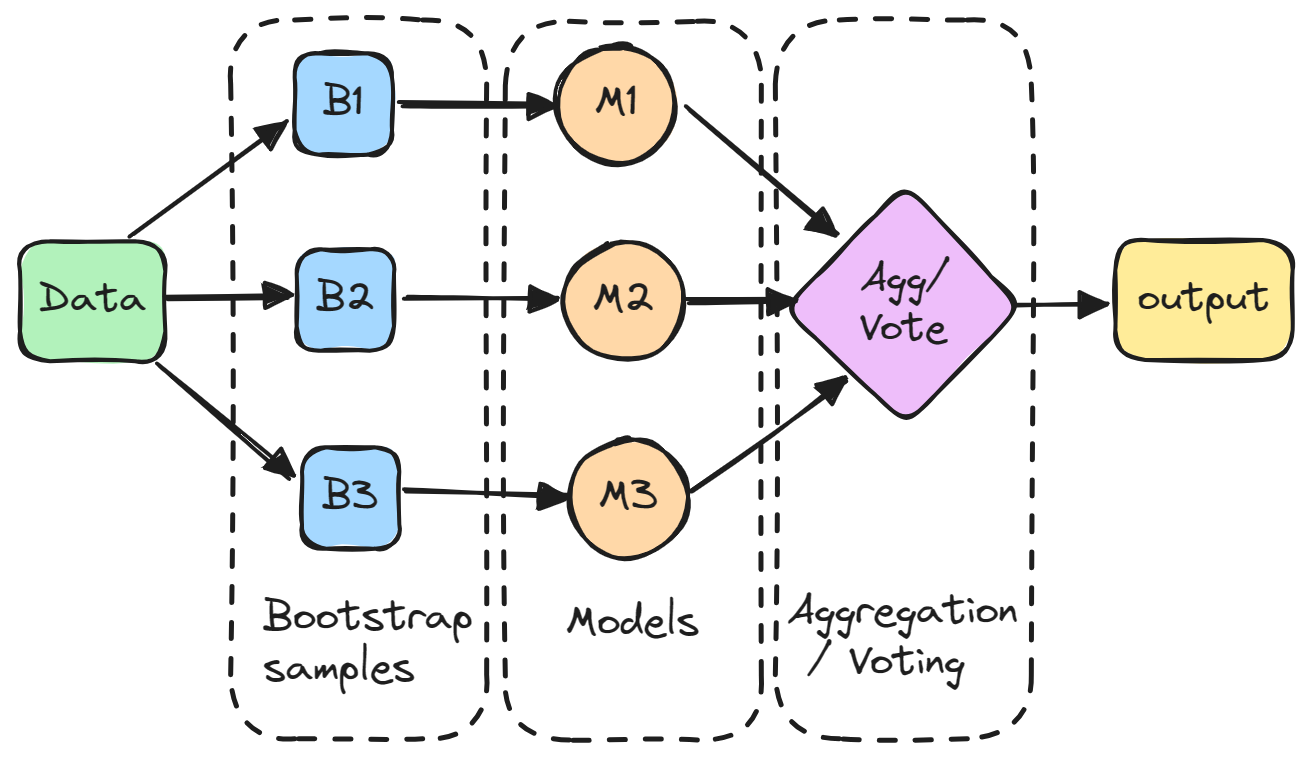 B1
M1
Data
B2
M2
Agg/
Vote
output
B3
M3
Bootstrap
samples
Models
Aggregation
/ Voting